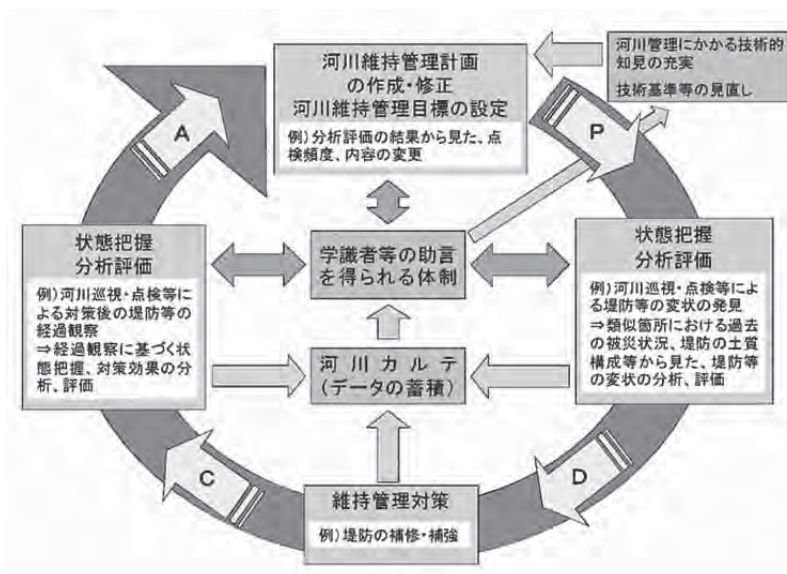 河川維持管理計画
の作成・修正
河川維持管理目標の設定
例）分析評価の結果から見た、点
検頻度、内容の変更
河川管理にかかる技術的
知見の充実
技術基準等の見直し
A
P
状態把握
分析評価
例）河川巡視・点検等に
よる対策後の堤防等の
経過観察
⇒経過観察に基づく状
態把握、対策効果の分
析、評価
学識者等の助言
を得られる体制
状態把握
分析評価
例）河川巡視・点検等によ
る堤防等の変状の発見
⇒類似箇所における過去
の被災状況、堤防の土質
構成等から見た、堤防等
の変状の分析、評価
河川カルテ
（データの蓄積）
C
D
維持管理対策
例）堤防の補修・補強